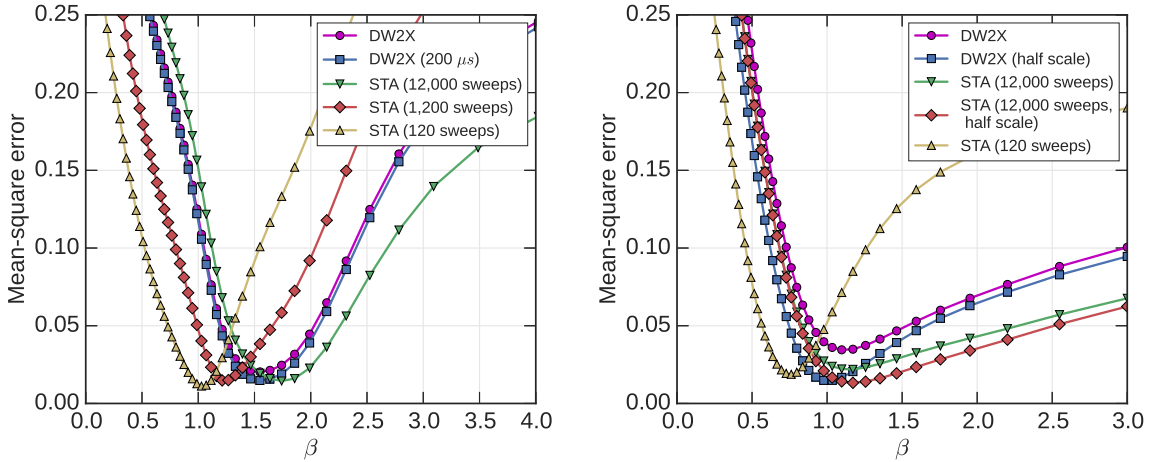 0.25
0.20
0.15
0.10
0.05
0.00
Mean-square error
DW2X
DW2X (200 μs)
STA (12,000 sweeps)
STA (1,200 sweeps)
STA (120 sweeps)
0.0 0.5 1.0 1.5 2.0 2.5 3.0 3.5 4.0
β
0.25
0.20
0.15
0.10
0.05
0.00
Mean-square error
DW2X
DW2X (half scale)
STA (12,000 sweeps)
STA (12,000 sweeps,
half scale)
STA (120 sweeps)
0.0 0.5 1.0 1.5 2.0 2.5 3.0
β